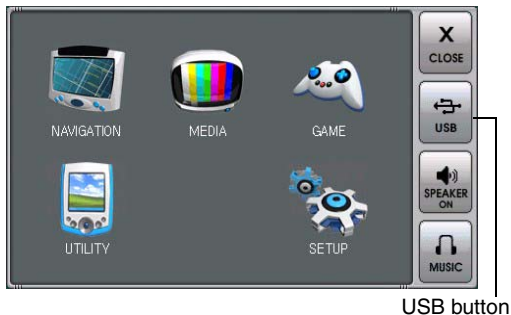 X
CLOSE
NAVIGATION
MEDIA
GAME
USB
SPEAKER
ON
UTILITY
SETUP
MUSIC
USB button